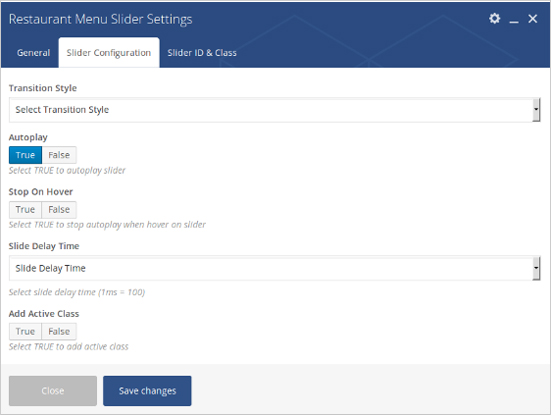 Restaurant Menu Slider Settings
General Slider Configuration Slider ID & Class
Transition Style
Select Transition Style
Autoplay
True False
Select TRUE to autoplay slider
Stop On Hover
True False
Select TRUE to stop autoplay when hover on slider
Slide Delay Time
Slide Delay Time
Select slide delay time (1ms = 100)
Add Active Class
True False
Select TRUE to add active class
Close Save changes